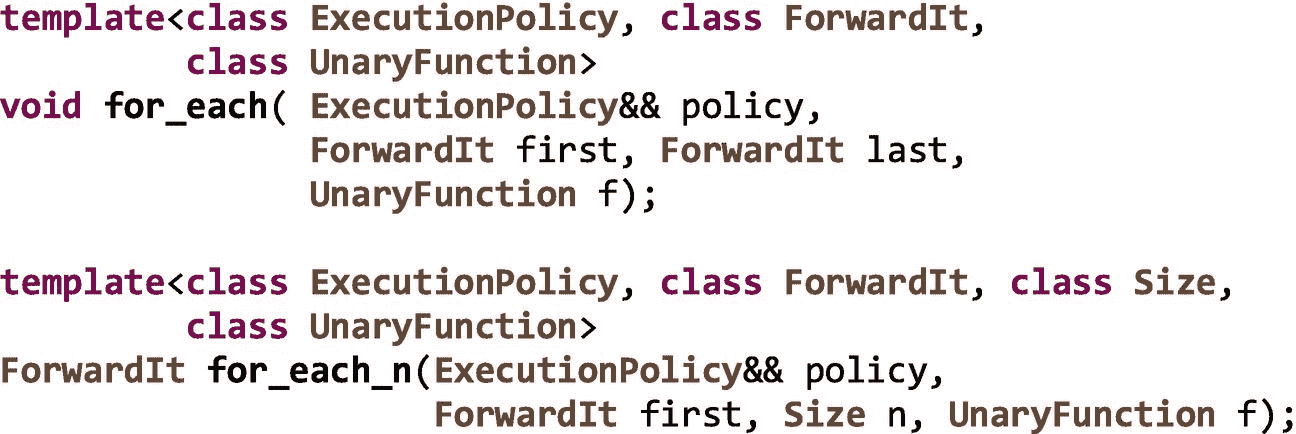 template<class ExecutionPolicy, class ForwardIt,
         class UnaryFunction>
void for_each( ExecutionPolicy&& policy,
               ForwardIt first, ForwardIt last,
               UnaryFunction f);

template<class ExecutionPolicy, class ForwardIt, class Size,
         class UnaryFunction>
ForwardIt for_each_n(ExecutionPolicy&& policy,
                     ForwardIt first, Size n, UnaryFunction f);